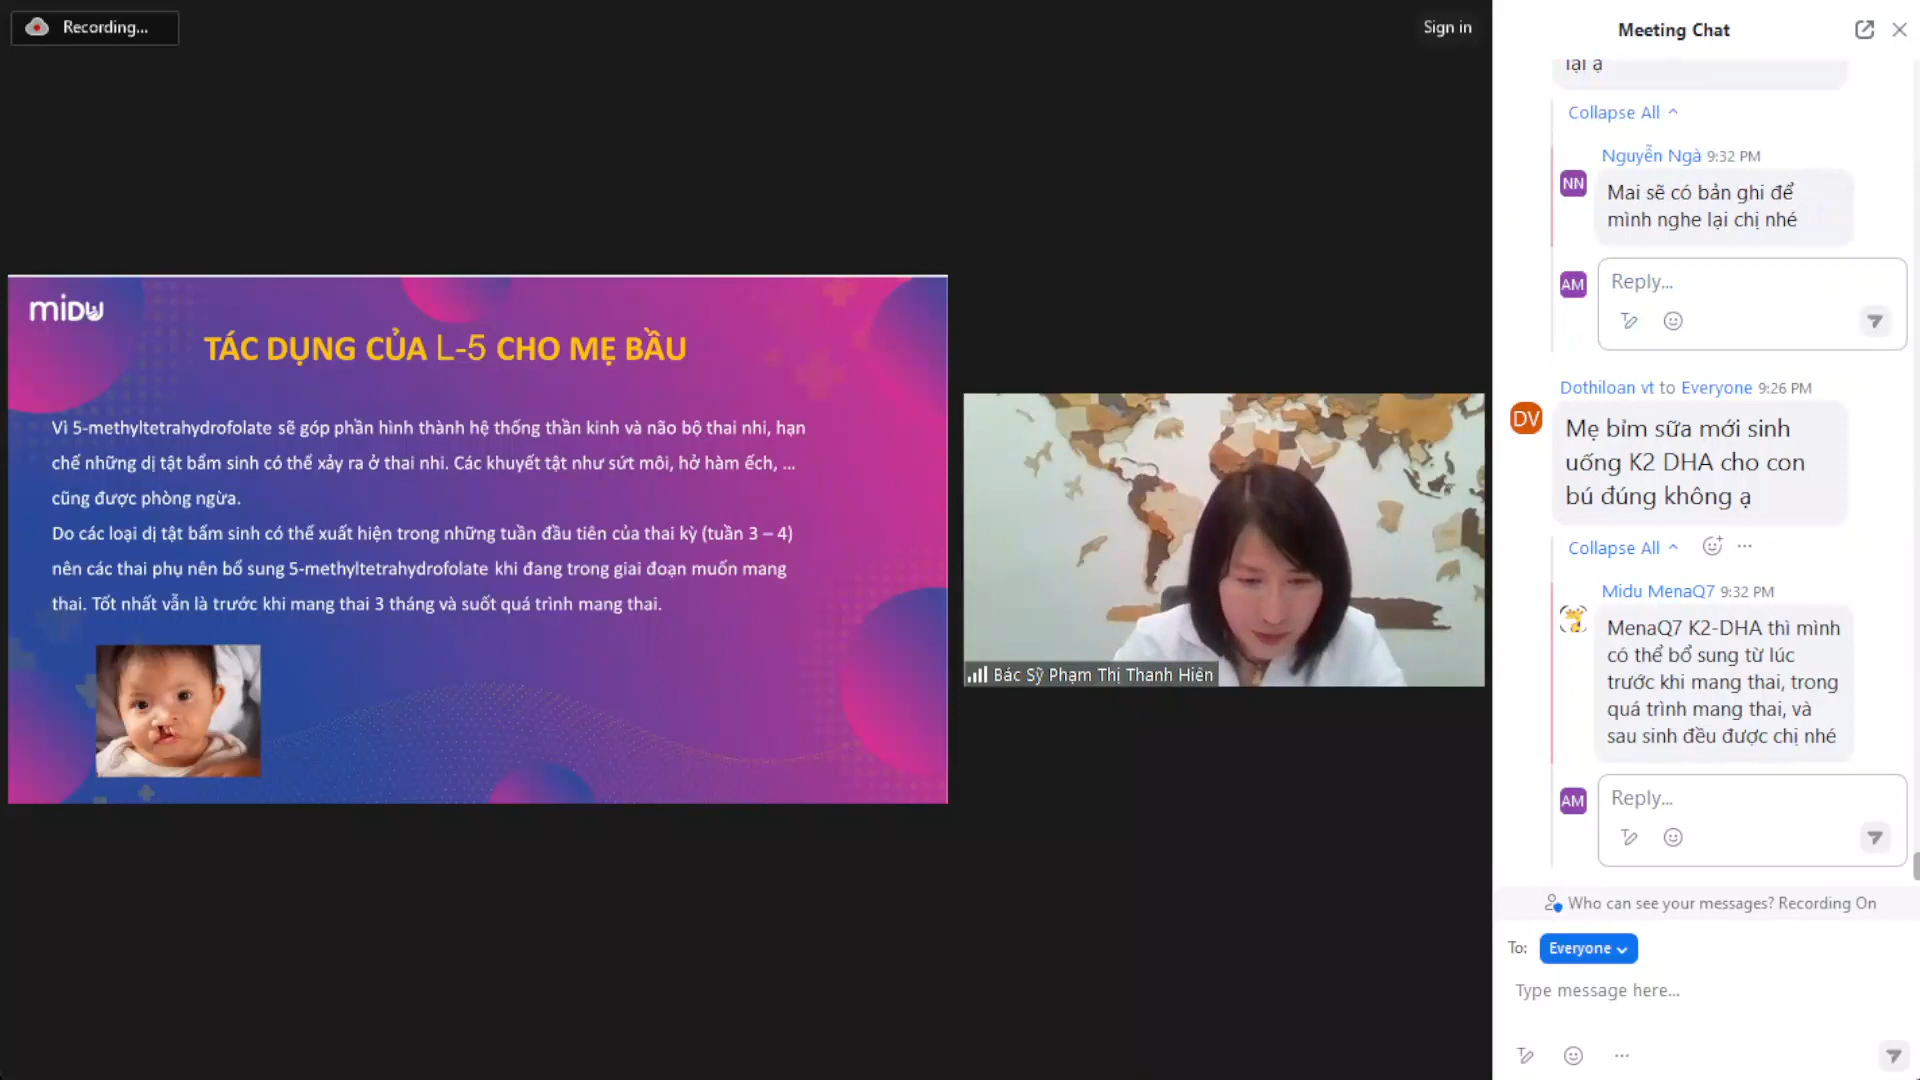 Recording...
Sign in
miDU
TÁC DỤNG CỦA L-5 CHO MẸ BẦU
Vì 5-methyltetrahydrofolate sẽ góp phần hình thành hệ thống thần kinh và não bộ thai nhi, hạn
chế những dị tật bẩm sinh có thể xảy ra ở thai nhi. Các khuyết tật như sứt môi, hở hàm ếch, ...
cũng được phòng ngừa.
Do các loại dị tật bẩm sinh có thể xuất hiện trong những tuần đầu tiên của thai kỳ (tuần 3 – 4)
nên các thai phụ nên bổ sung 5-methyltetrahydrofolate khi đang trong giai đoạn muốn mang
thai. Tốt nhất vẫn là trước khi mang thai 3 tháng và suốt quá trình mang thai.
Bác Sỹ Phạm Thị Thanh Hiên
Meeting Chat
lại ạ
Collapse All
Nguyễn Ngà 9:32 PM
NN
Mai sẽ có bản ghi để
mình nghe lại chị nhé
AM
Reply...
Dothiloan vt to Everyone 9:26 PM
DV
Mẹ bỉm sữa mới sinh
uống K2 DHA cho con
bú đúng không ạ
Collapse All
Midu MenaQ7 9:32 PM
MenaQ7 K2-DHA thì mình
có thể bổ sung từ lúc
trước khi mang thai, trong
quá trình mang thai, và
sau sinh đều được chị nhé
AM
Reply...
Who can see your messages? Recording On
To: Everyone
Type message here...